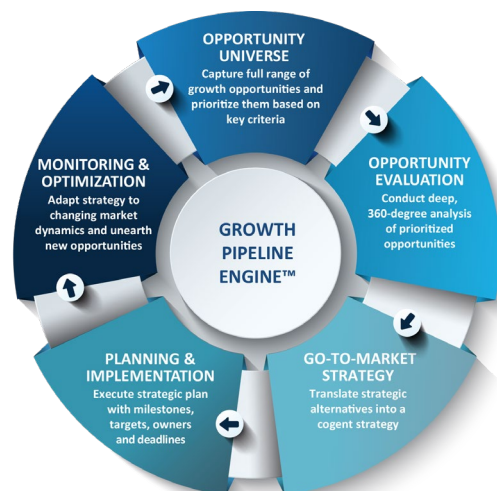 OPPORTUNITY
UNIVERSE
Capture full range of
growth opportunities and
prioritize them based on
key criteria
OPPORTUNITY
EVALUATION
Conduct deep,
360-degree analysis
of prioritized
opportunities
GO-TO-MARKET
STRATEGY
Translate strategic
alternatives into a
cogent strategy
PLANNING &
IMPLEMENTATION
Execute strategic plan
with milestones,
targets, owners
and deadlines
MONITORING &
OPTIMIZATION
Adapt strategy to
changing market
dynamics and unearth
new opportunities
GROWTH
PIPELINE
ENGINE™